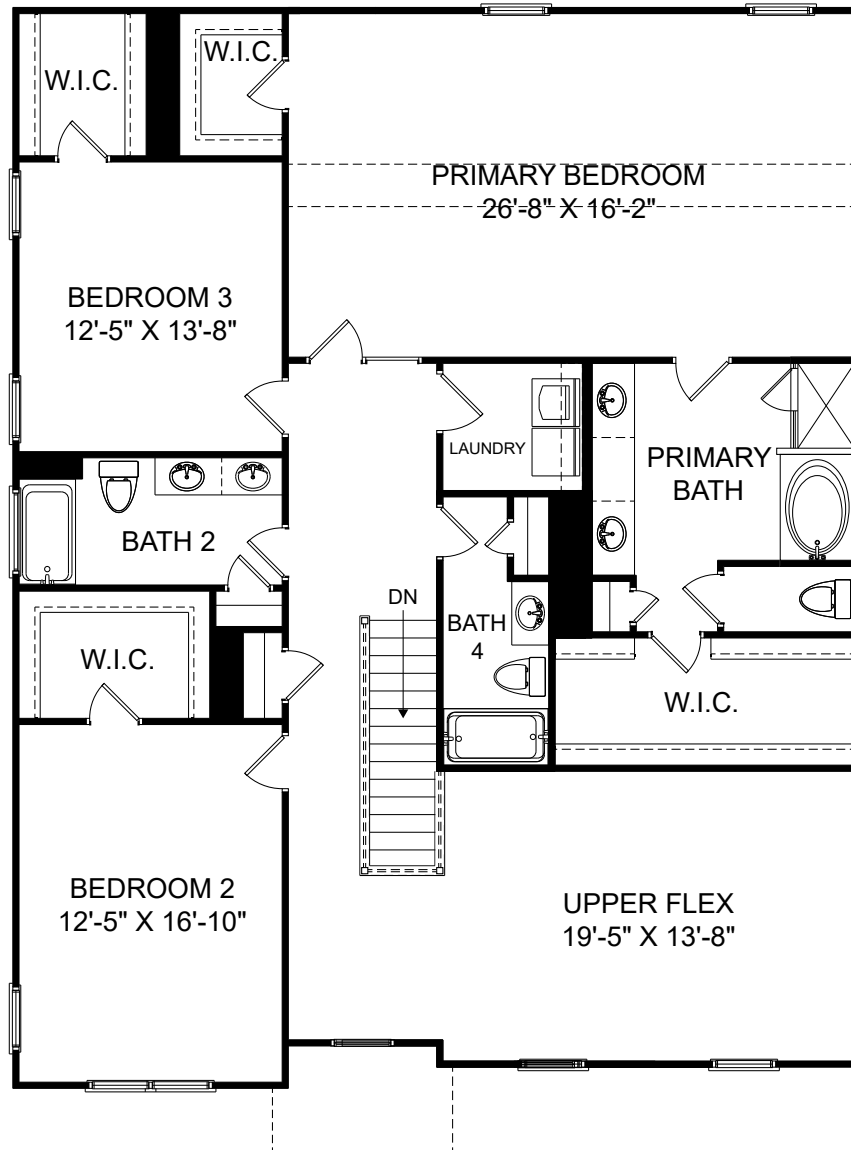 W.I.C.
W.I.C.
PRIMARY BEDROOM
26'-8" X 16'-2"
BEDROOM 3
12'-5" X 13'-8"
LAUNDRY
PRIMARY
BATH
BATH 2
DN
BATH
4
W.I.C.
W.I.C.
BEDROOM 2
12'-5" X 16'-10"
UPPER FLEX
19'-5" X 13'-8"